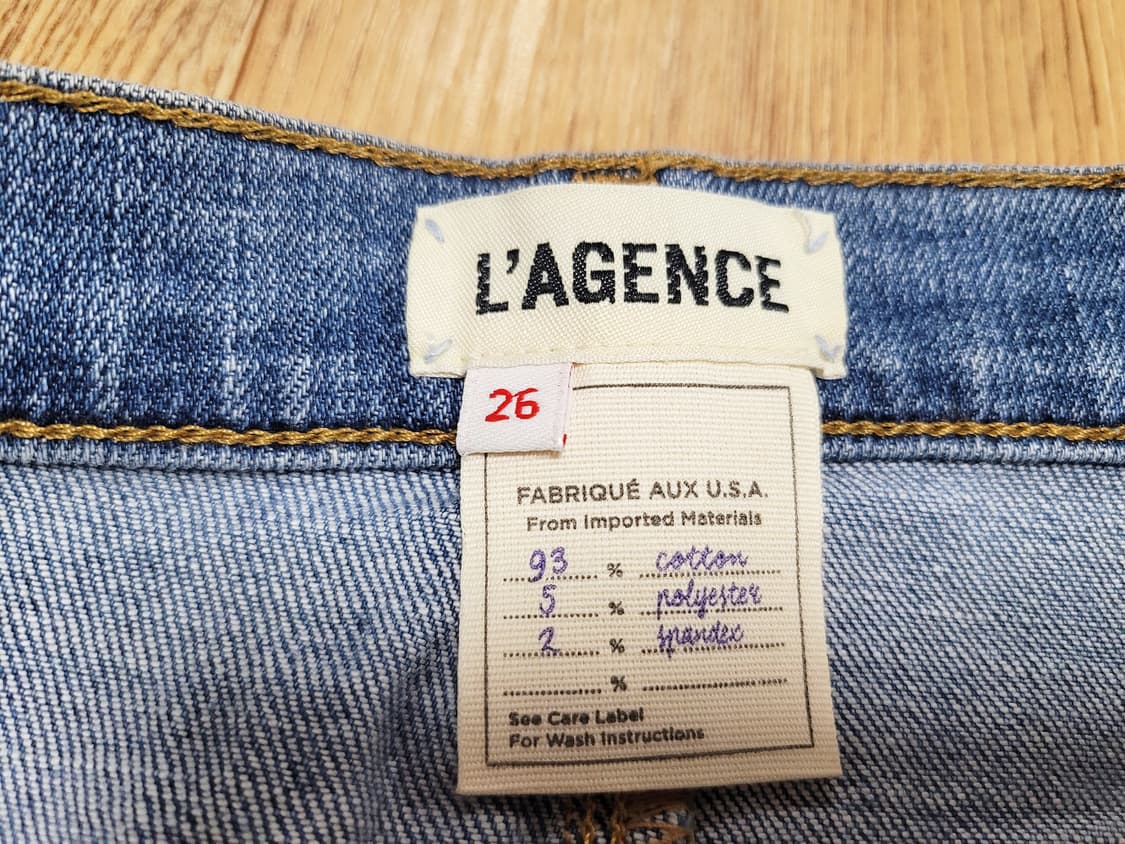 L'AGENCE
26
FABRIQUÉ AUX U.S.A.
From Imported Materials
93 % cotton
5 % polyester
2 % spandex
%
See Care Label
For Wash Instructions